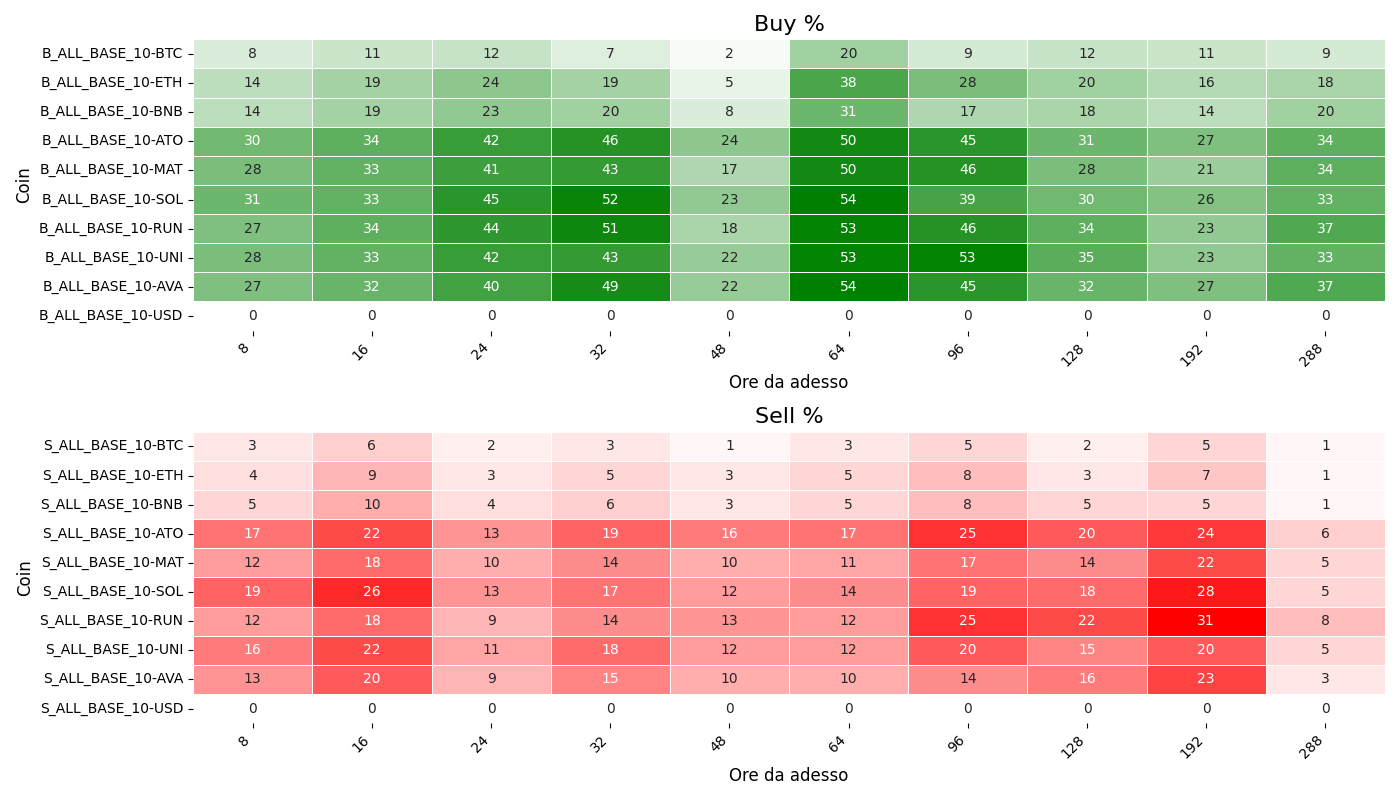 Buy %
Coin
B_ALL_BASE_10-BTC 8 11 12 7 2 20 9 12 11 9
B_ALL_BASE_10-ETH 14 19 24 19 5 38 28 20 16 18
B_ALL_BASE_10-BNB 14 19 23 20 8 31 17 18 14 20
B_ALL_BASE_10-ATO 30 34 42 46 24 50 45 31 27 34
B_ALL_BASE_10-MAT 28 33 41 43 17 50 46 28 21 34
B_ALL_BASE_10-SOL 31 33 45 52 23 54 39 30 26 33
B_ALL_BASE_10-RUN 27 34 44 51 18 53 46 34 23 37
B_ALL_BASE_10-UNI 28 33 42 43 22 53 53 35 23 33
B_ALL_BASE_10-AVA 27 32 40 49 22 54 45 32 27 37
B_ALL_BASE_10-USD 0 0 0 0 0 0 0 0 0 0
8 16 24 32 48 64 96 128 192 288
Ore da adesso
Sell %
Coin
S_ALL_BASE_10-BTC 3 6 2 3 1 3 5 2 5 1
S_ALL_BASE_10-ETH 4 9 3 5 3 5 8 3 7 1
S_ALL_BASE_10-BNB 5 10 4 6 3 5 8 5 5 1
S_ALL_BASE_10-ATO 17 22 13 19 16 17 25 20 24 6
S_ALL_BASE_10-MAT 12 18 10 14 10 11 17 14 22 5
S_ALL_BASE_10-SOL 19 26 13 17 12 14 19 18 28 5
S_ALL_BASE_10-RUN 12 18 9 14 13 12 25 22 31 8
S_ALL_BASE_10-UNI 16 22 11 18 12 12 20 15 20 5
S_ALL_BASE_10-AVA 13 20 9 15 10 10 14 16 23 3
S_ALL_BASE_10-USD 0 0 0 0 0 0 0 0 0 0
8 16 24 32 48 64 96 128 192 288
Ore da adesso